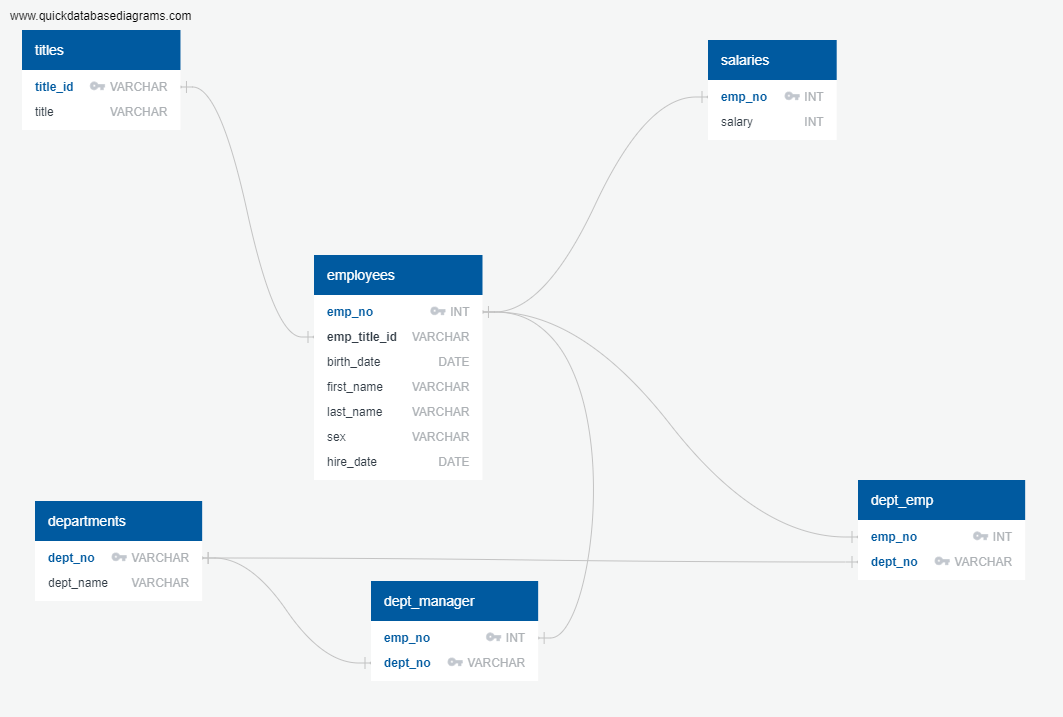 www.quickdatabasediagrams.com
titles
title_id VARCHAR
title VARCHAR
salaries
emp_no INT
salary INT
employees
emp_no INT
emp_title_id VARCHAR
birth_date DATE
first_name VARCHAR
last_name VARCHAR
sex VARCHAR
hire_date DATE
departments
dept_no VARCHAR
dept_name VARCHAR
dept_manager
emp_no INT
dept_no VARCHAR
dept_emp
emp_no INT
dept_no VARCHAR